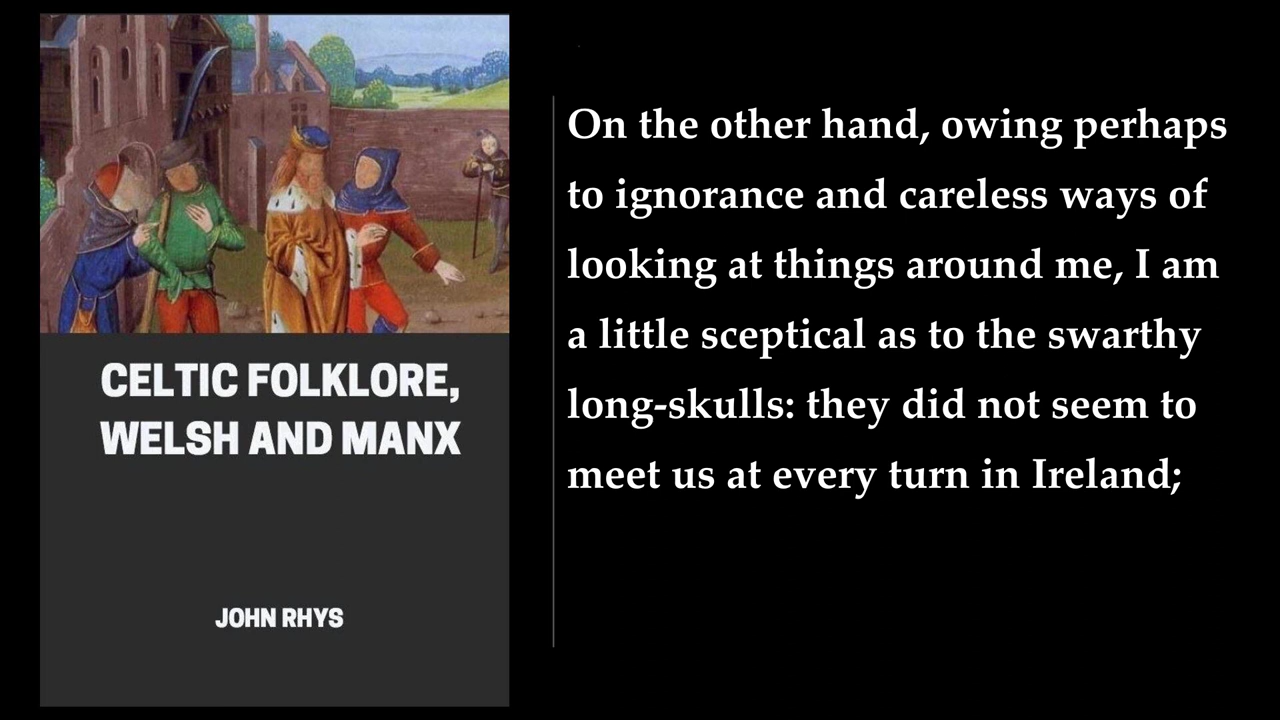 CELTIC FOLKLORE,
WELSH AND MANX
JOHN RHYS
On the other hand, owing perhaps
to ignorance and careless ways of
looking at things around me, I am
a little sceptical as to the swarthy
long-skulls: they did not seem to
meet us at every turn in Ireland;